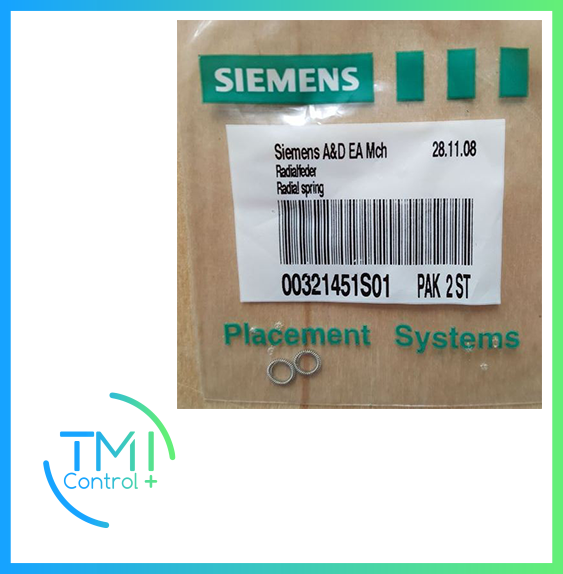 SIEMENS
Siemens A&D EA Mch 28.11.08
Radialfeder
Radial spring
00321451S01 PAK 2 ST
Placement Systems
TMI
Control +